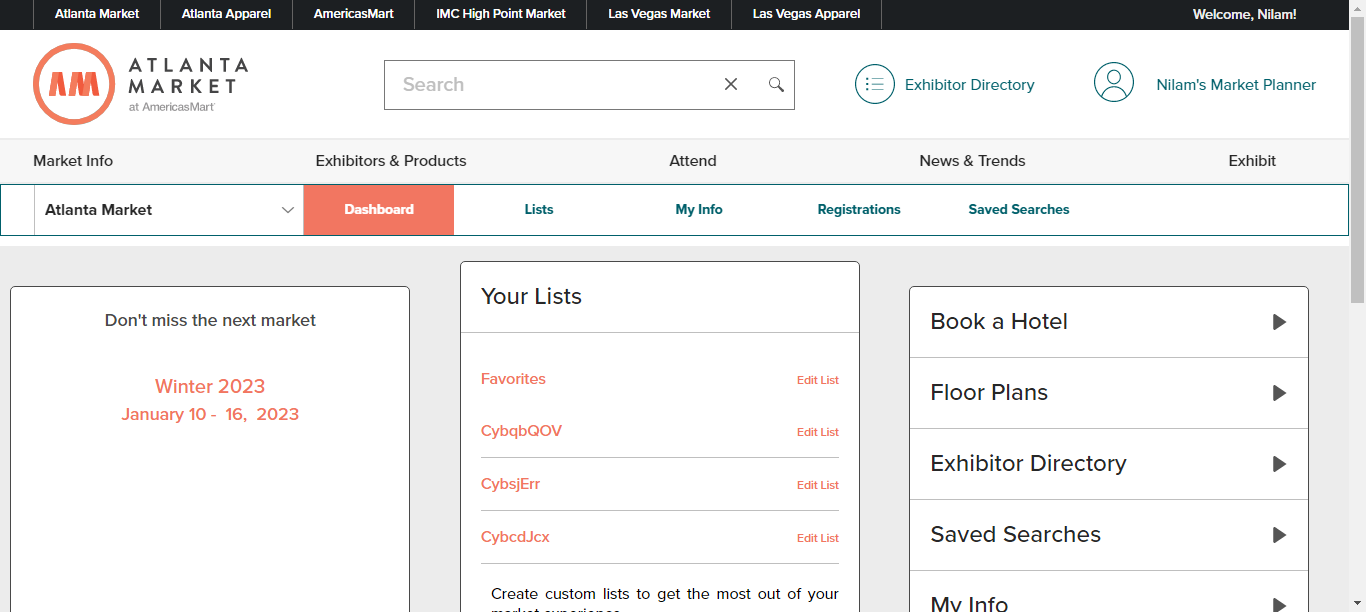 Atlanta Market
Atlanta Apparel
AmericasMart
IMC High Point Market
Las Vegas Market
Las Vegas Apparel
Welcome, Nilam!
AM
ATLANTA
MARKET
at AmericasMart
Search
Exhibitor Directory
Nilam's Market Planner
Market Info
Exhibitors & Products
Attend
News & Trends
Exhibit
Atlanta Market
Dashboard
Lists
My Info
Registrations
Saved Searches
Don't miss the next market
Winter 2023
January 10 - 16, 2023
Your Lists
Favorites
Edit List
CybqbQOV
Edit List
CybsjErr
Edit List
CybcdJcx
Edit List
Create custom lists to get the most out of your
market experience
Book a Hotel
Floor Plans
Exhibitor Directory
Saved Searches
My Info